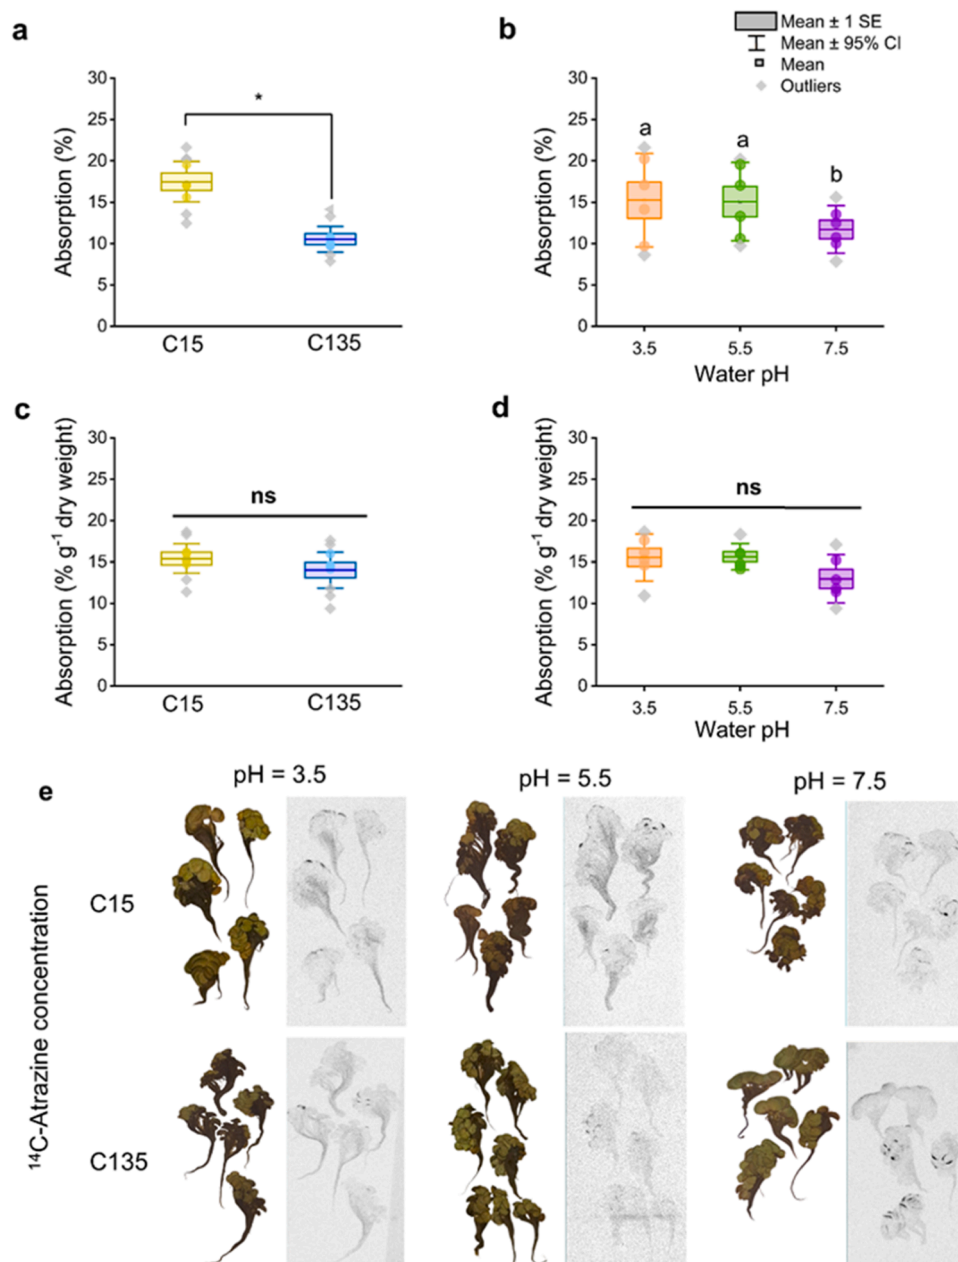 a
Absorption (%)
30
25
20
15
10
5
0
*
C15
C135
b
Mean ± 1 SE
Mean ± 95% CI
Mean
Outliers
Absorption (%)
30
25
20
15
10
5
0
a
a
b
3.5
5.5
7.5
Water pH
c
Absorption (% g⁻¹ dry weight)
30
25
20
15
10
5
0
ns
C15
C135
d
Absorption (% g⁻¹ dry weight)
30
25
20
15
10
5
0
ns
3.5
5.5
7.5
Water pH
e
pH = 3.5
pH = 5.5
pH = 7.5
¹⁴C-Atrazine concentration
C15
C135